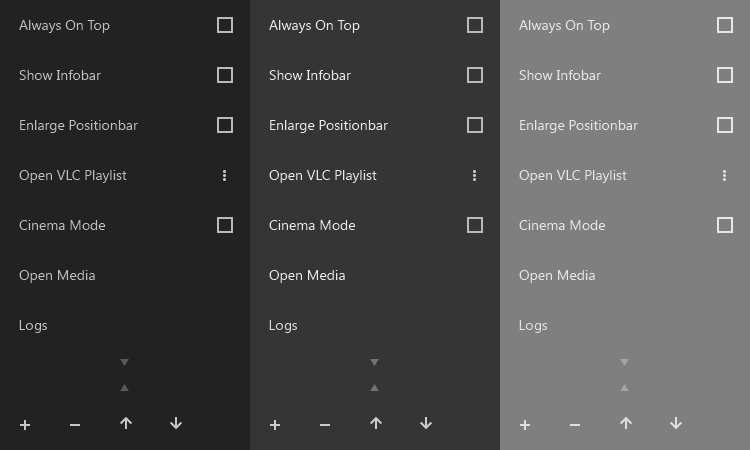 Always On Top
Show Infobar
Enlarge Positionbar
Open VLC Playlist
Cinema Mode
Open Media
Logs
Always On Top
Show Infobar
Enlarge Positionbar
Open VLC Playlist
Cinema Mode
Open Media
Logs
Always On Top
Show Infobar
Enlarge Positionbar
Open VLC Playlist
Cinema Mode
Open Media
Logs